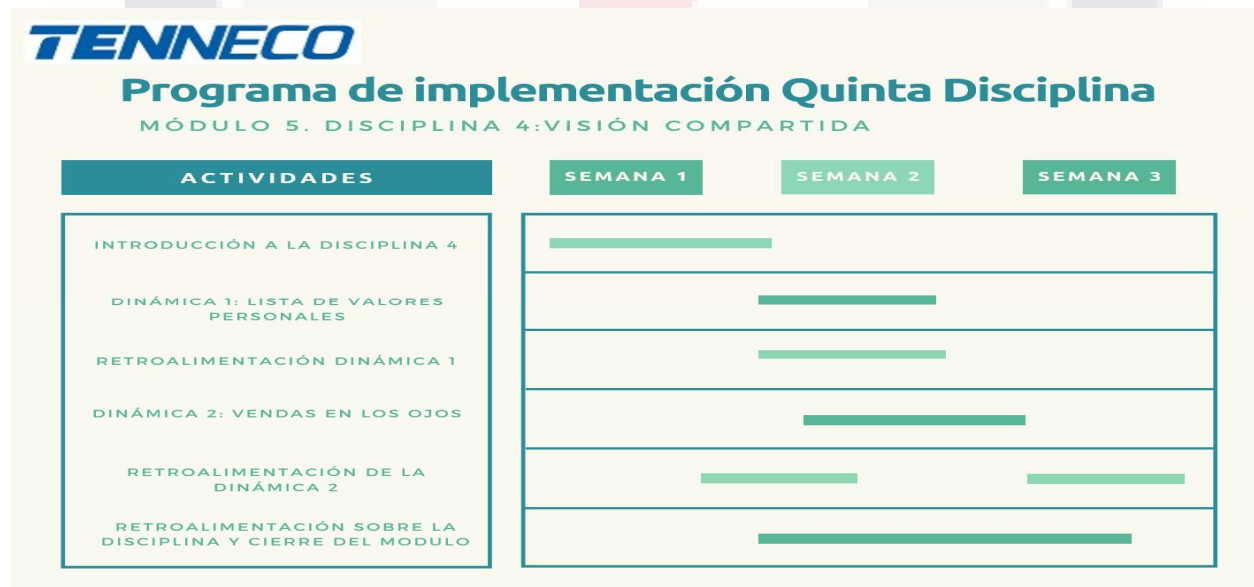 TENNECO
Programa de implementación Quinta Disciplina
MÓDULO 5. DISCIPLINA 4:VISIÓN COMPARTIDA
ACTIVIDADES
SEMANA 1
SEMANA 2
SEMANA 3
INTRODUCCIÓN A LA DISCIPLINA 4
DINÁMICA 1: LISTA DE VALORES
PERSONALES
RETROALIMENTACIÓN DINÁMICA 1
DINÁMICA 2: VENDAS EN LOS OJOS
RETROALIMENTACIÓN DE LA
DINÁMICA 2
RETROALIMENTACIÓN SOBRE LA
DISCIPLINA Y CIERRE DEL MODULO